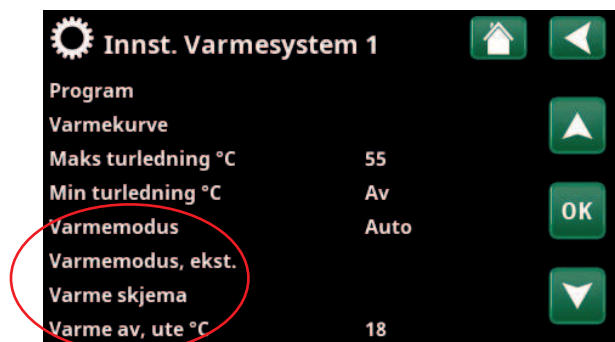 Innst. Varmesystem 1
Program
Varmekurve
Maks turledning °C 55
Min turledning °C Av
Varmemodus Auto
OK
Varmemodus, ekst.
Varme skjema
Varme av, ute °C 18